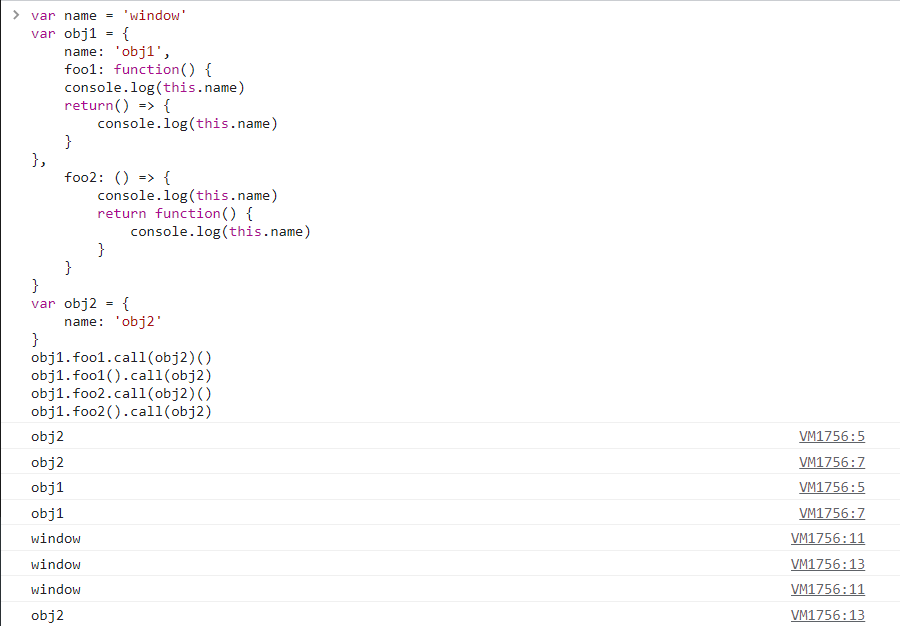 > var name = 'window'
var obj1 = {
    name: 'obj1',
    foo1: function() {
    console.log(this.name)
    return() => {
        console.log(this.name)
    }
},
    foo2: () => {
        console.log(this.name)
        return function() {
            console.log(this.name)
        }
    }
}
var obj2 = {
    name: 'obj2'
}
obj1.foo1.call(obj2)()
obj1.foo1().call(obj2)
obj1.foo2.call(obj2)()
obj1.foo2().call(obj2)
obj2 VM1756:5
obj2 VM1756:7
obj1 VM1756:5
obj1 VM1756:7
window VM1756:11
window VM1756:13
window VM1756:11
obj2 VM1756:13